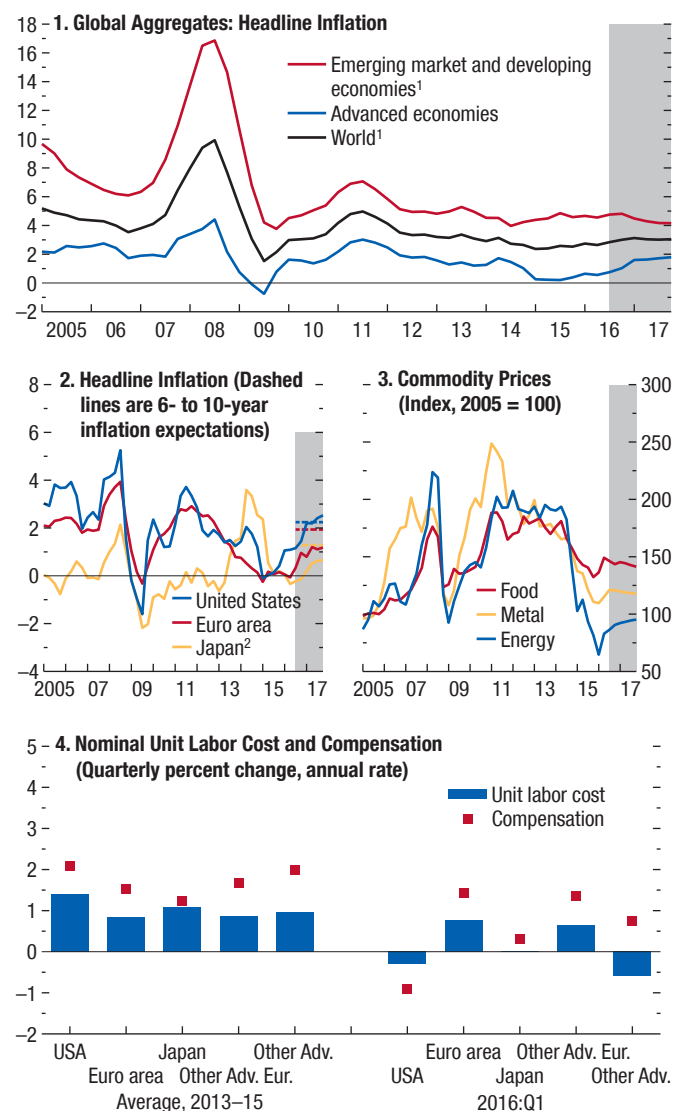 1. Global Aggregates: Headline Inflation
18
16
14
12
10
8
6
4
2
0
–2
Emerging market and developing
economies¹
Advanced economies
World¹
2005 06 07 08 09 10 11 12 13 14 15 16 17
2. Headline Inflation (Dashed
lines are 6- to 10-year
inflation expectations)
8
6
4
2
0
–2
–4
United States
Euro area
Japan²
2005 07 09 11 13 15 17
3. Commodity Prices
(Index, 2005 = 100)
300
250
200
150
100
50
Food
Metal
Energy
2005 07 09 11 13 15 17
4. Nominal Unit Labor Cost and Compensation
(Quarterly percent change, annual rate)
5
4
3
2
1
0
–1
–2
Unit labor cost
Compensation
USA Japan Other Adv. Euro area Other Adv. Eur.
Euro area Other Adv. Eur. USA Japan Other Adv.
Average, 2013–15 2016:Q1